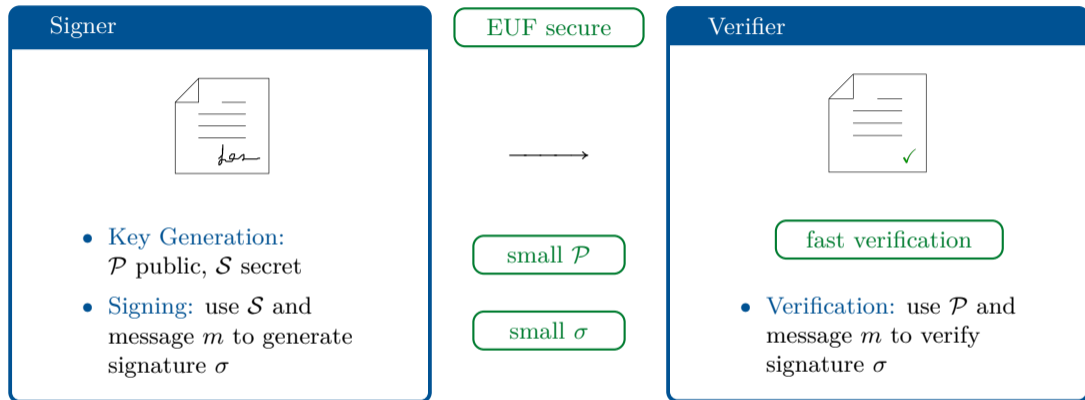 Signer
• Key Generation:
𝒫 public, 𝒮 secret
• Signing: use 𝒮 and
message m to generate
signature σ
EUF secure
small 𝒫
small σ
Verifier
fast verification
• Verification: use 𝒫 and
message m to verify
signature σ